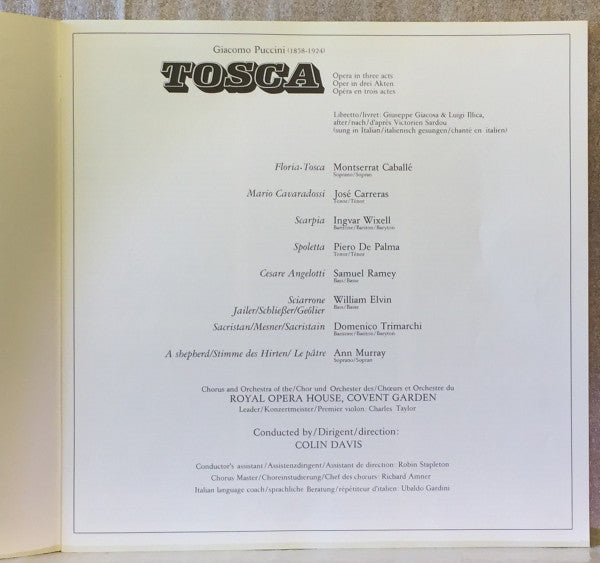 Giacomo Puccini (1858-1924)
TOSCA
Opera in three acts
Oper in drei Akten
Opéra en trois actes
Libretto/livret: Giuseppe Giacosa & Luigi Illica,
after/nach/d'après Victorien Sardou
(sung in Italian/italienisch gesungen/chanté en italien)
Floria-Tosca Montserrat Caballé
Soprano/Sopran
Mario Cavaradossi José Carreras
Tenor/Ténor
Scarpia Ingvar Wixell
Baritone/Bariton/Baryton
Spoletta Piero De Palma
Tenor/Ténor
Cesare Angelotti Samuel Ramey
Bass/Basse
Sciarrone William Elvin
Jailer/Schließer/Geôlier Bass/Basse
Sacristan/Mesner/Sacristain Domenico Trimarchi
Baritone/Bariton/Baryton
A shepherd/Stimme des Hirten/ Le pâtre Ann Murray
Soprano/Sopran
Chorus and Orchestra of the/Chor und Orchester des/Chœurs et Orchestre du
ROYAL OPERA HOUSE, COVENT GARDEN
Leader/Konzertmeister/Premier violon: Charles Taylor
Conducted by/Dirigent/direction:
COLIN DAVIS
Conductor's assistant/Assistenzdirigent/Assistant de direction: Robin Stapleton
Chorus Master/Choreinstudierung/Chef des chœurs: Richard Amner
Italian language coach/sprachliche Beratung/répétiteur d'italien: Ubaldo Gardini